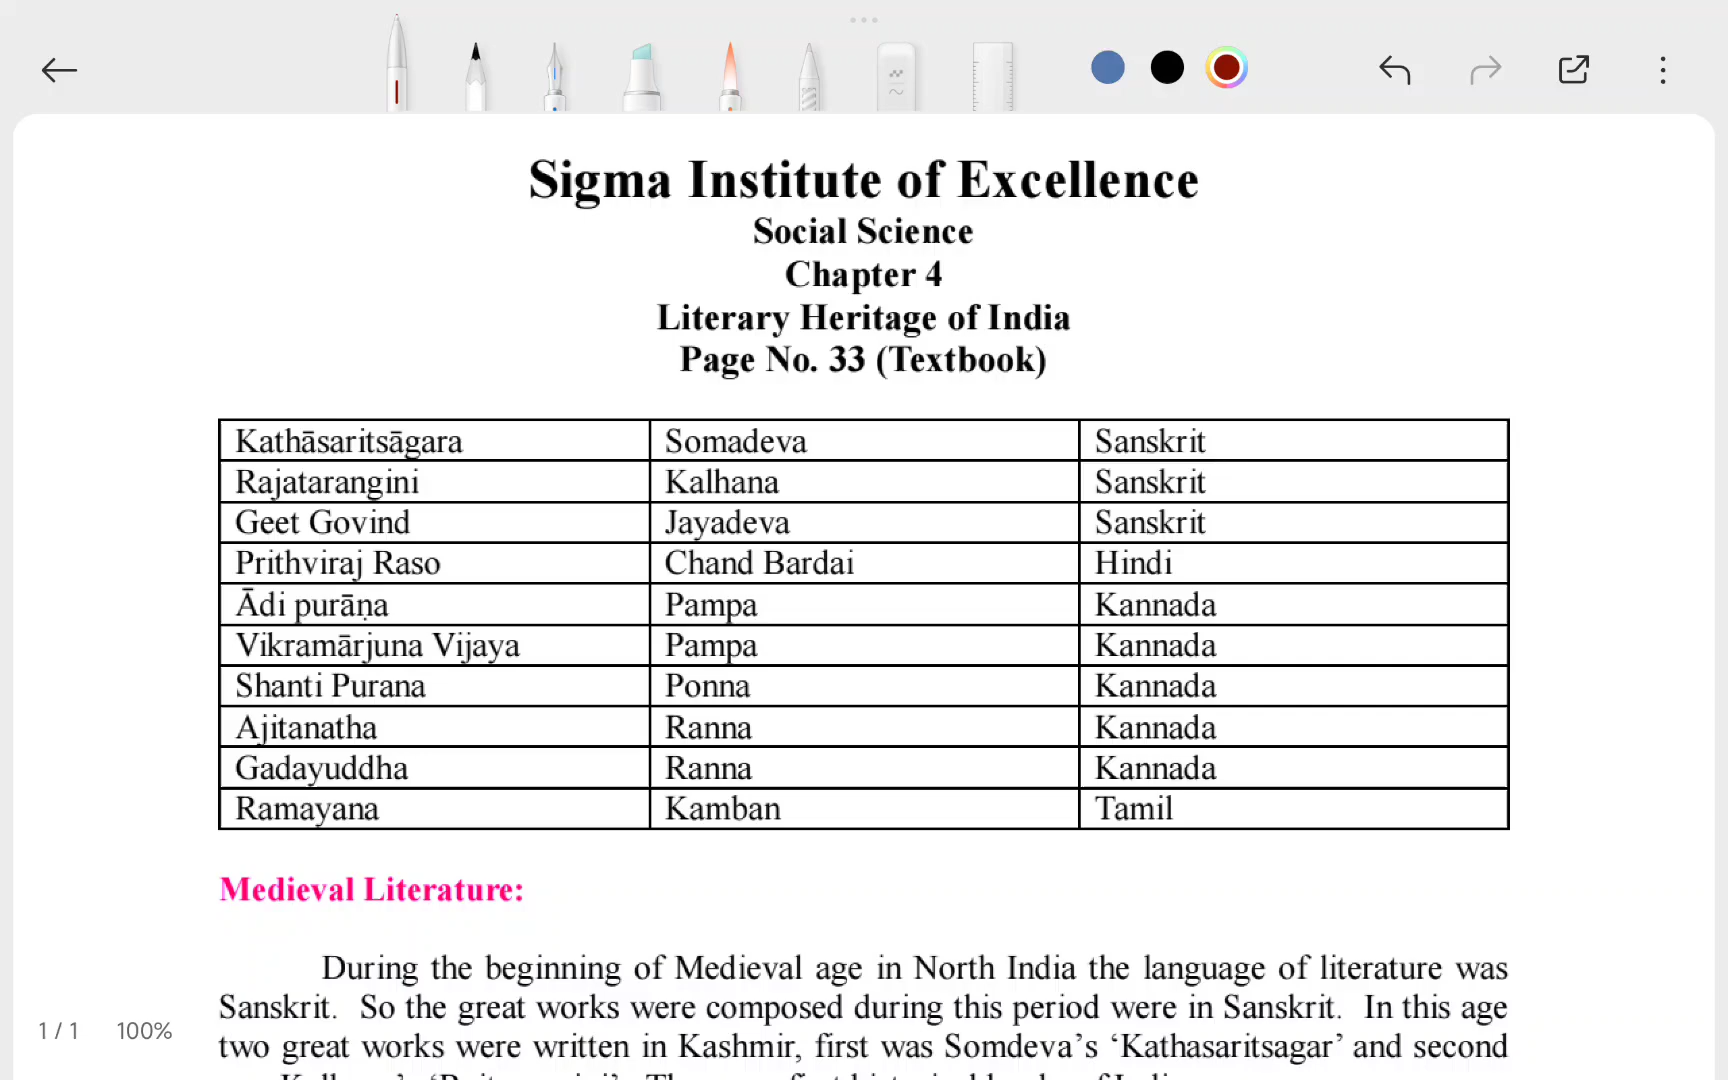 Sigma Institute of Excellence
Social Science
Chapter 4
Literary Heritage of India
Page No. 33 (Textbook)
Kathāsaritsāgara Somadeva Sanskrit
Rajatarangini Kalhana Sanskrit
Geet Govind Jayadeva Sanskrit
Prithviraj Raso Chand Bardai Hindi
Ādi purāṇa Pampa Kannada
Vikramārjuna Vijaya Pampa Kannada
Shanti Purana Ponna Kannada
Ajitanatha Ranna Kannada
Gadayuddha Ranna Kannada
Ramayana Kamban Tamil
Medieval Literature:
During the beginning of Medieval age in North India the language of literature was
Sanskrit. So the great works were composed during this period were in Sanskrit. In this age
two great works were written in Kashmir, first was Somdeva’s ‘Kathasaritsagar’ and second
1 / 1 100%